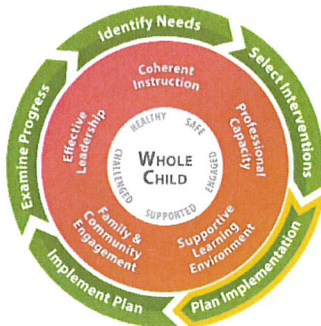 Identify Needs
Select Interventions
Plan Implementation
Implement Plan
Examine Progress
Coherent
Instruction
Professional
Capacity
Supportive
Learning
Environment
Family &
Community
Engagement
Effective
Leadership
HEALTHY
SAFE
ENGAGED
SUPPORTED
CHALLENGED
WHOLE
CHILD